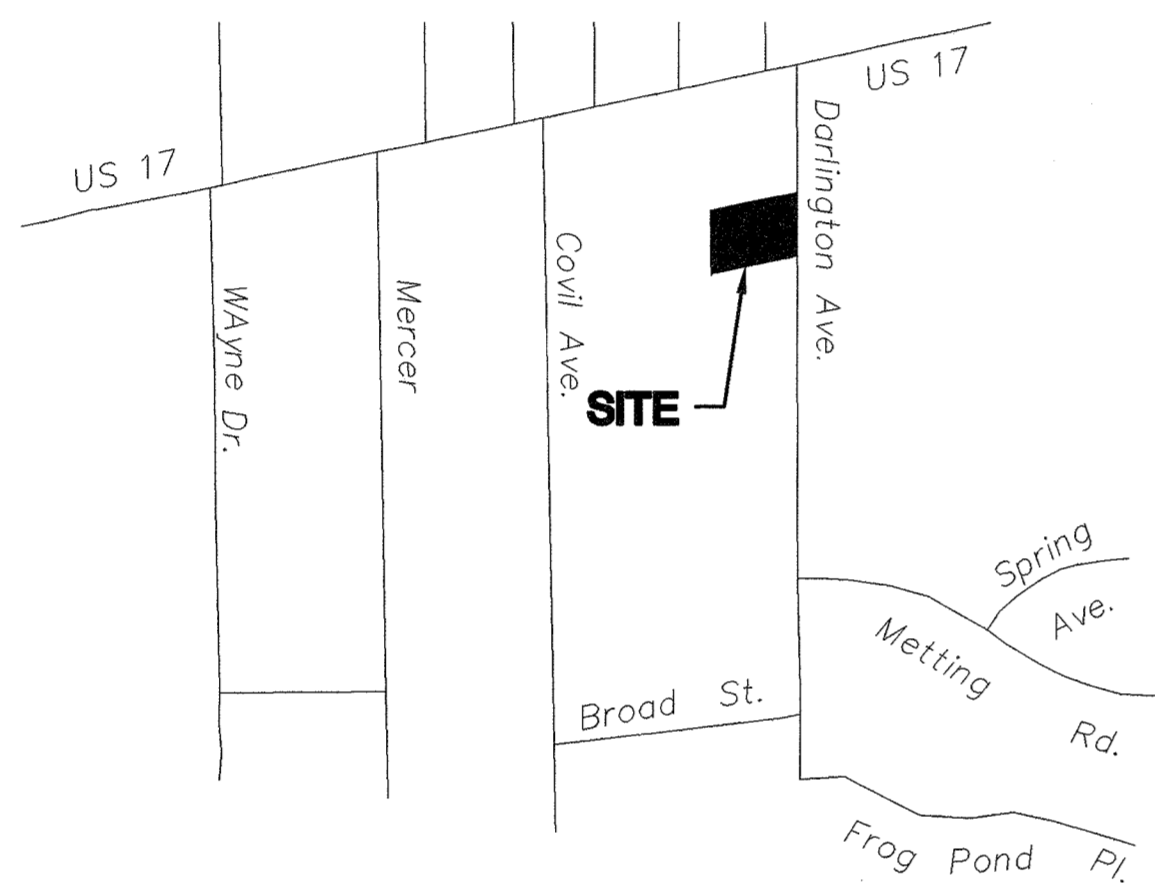 US 17
US 17
Darlington Ave.
Covil Ave.
Mercer
WAyne Dr.
SITE
Spring
Ave.
Metting
Rd.
Broad St.
Frog Pond Pl.